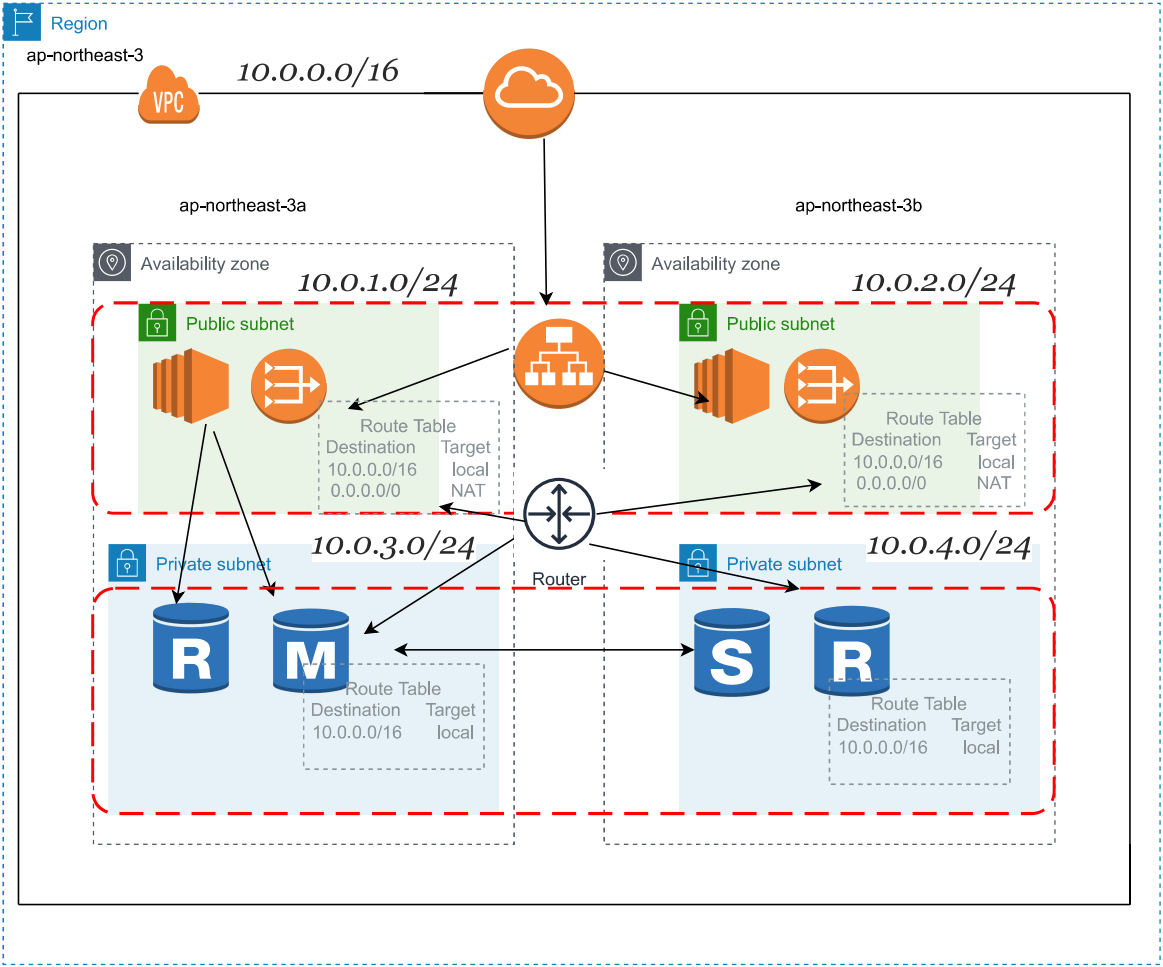 Region
ap-northeast-3
10.0.0.0/16
VPC
ap-northeast-3a
ap-northeast-3b
Availability zone
10.0.1.0/24
Availability zone
10.0.2.0/24
Public subnet
Public subnet
Route Table
Destination Target
10.0.0.0/16 local
0.0.0.0/0 NAT
Route Table
Destination Target
10.0.0.0/16 local
0.0.0.0/0 NAT
10.0.3.0/24
10.0.4.0/24
Private subnet
Private subnet
Router
R
M
S
R
Route Table
Destination Target
10.0.0.0/16 local
Route Table
Destination Target
10.0.0.0/16 local